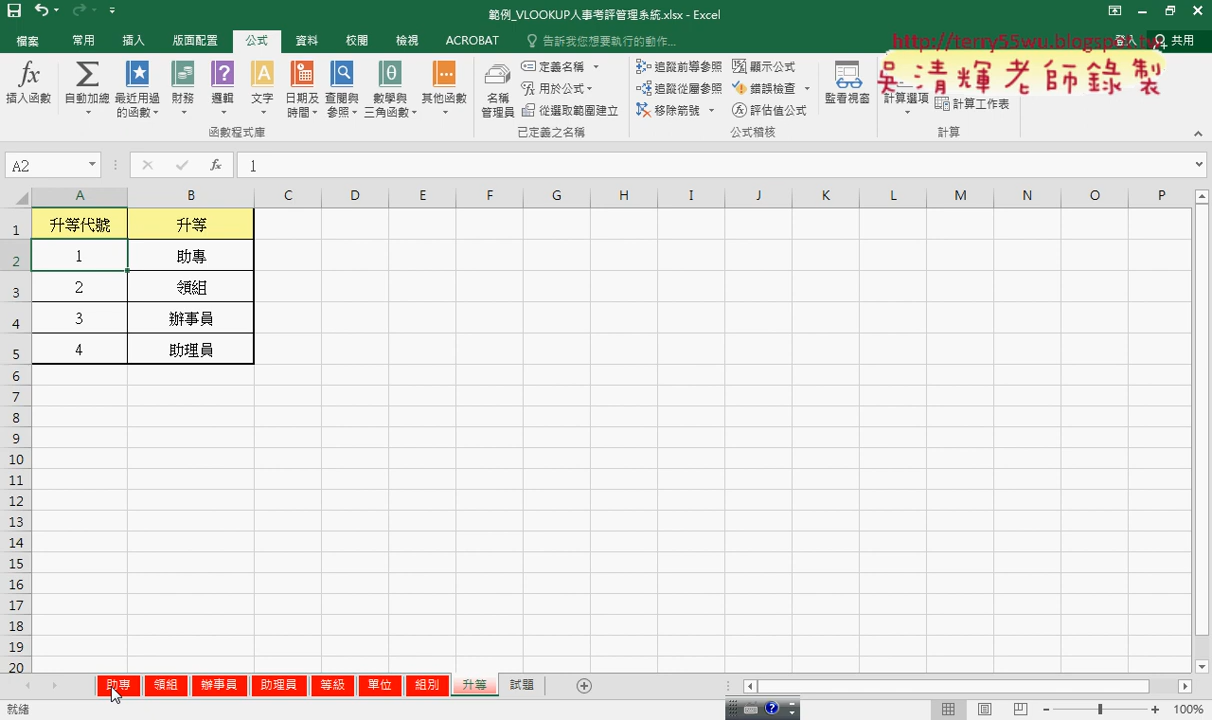 範例_VLOOKUP人事考評管理系統.xlsx - Excel
檔案 常用 插入 版面配置 公式 資料 校閱 檢視 ACROBAT 告訴我您想要執行的動作... 登入 共用
http://terry55wu.blogspot.tw
吳清輝老師錄製
插入函數 自動加總 最近用過的函數 財務 邏輯 文字 日期及時間 查閱與參照 數學與三角函數 其他函數
函數程式庫
名稱管理員 定義名稱 用於公式 從選取範圍建立
已定義之名稱
追蹤前導參照 追蹤從屬參照 移除箭號 顯示公式 錯誤檢查 評估值公式
公式稽核
監看視窗
計算選項 計算工作表
計算
A2 fx 1
A B C D E F G H I J K L M N O P
1 升等代號 升等
2 1 助專
3 2 領組
4 3 辦事員
5 4 助理員
6
7
8
9
10
11
12
13
14
15
16
17
18
19
20
助專 領組 辦事員 助理員 等級 單位 組別 升等 試題
就緒 100%